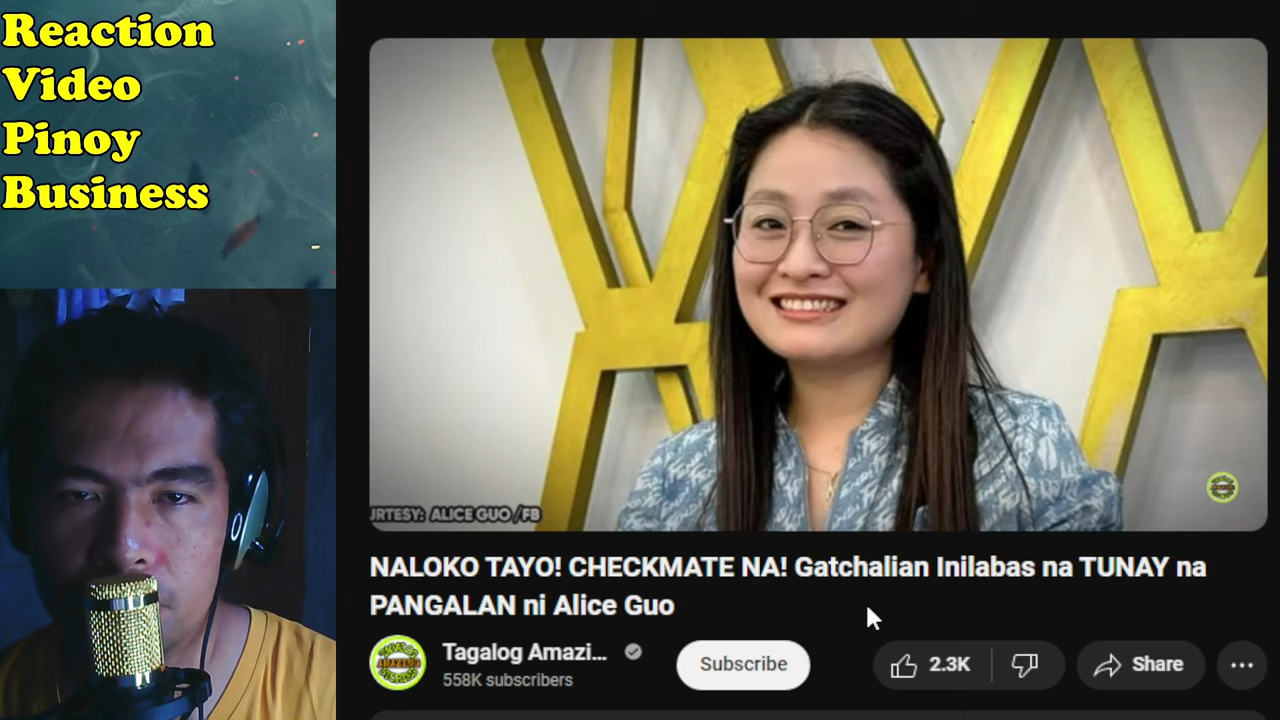 Reaction
Video
Pinoy
Business
URTESY: ALICE GUO /FB
NALOKO TAYO! CHECKMATE NA! Gatchalian Inilabas na TUNAY na
PANGALAN ni Alice Guo
Tagalog Amazi...
558K subscribers
Subscribe
2.3K
Share